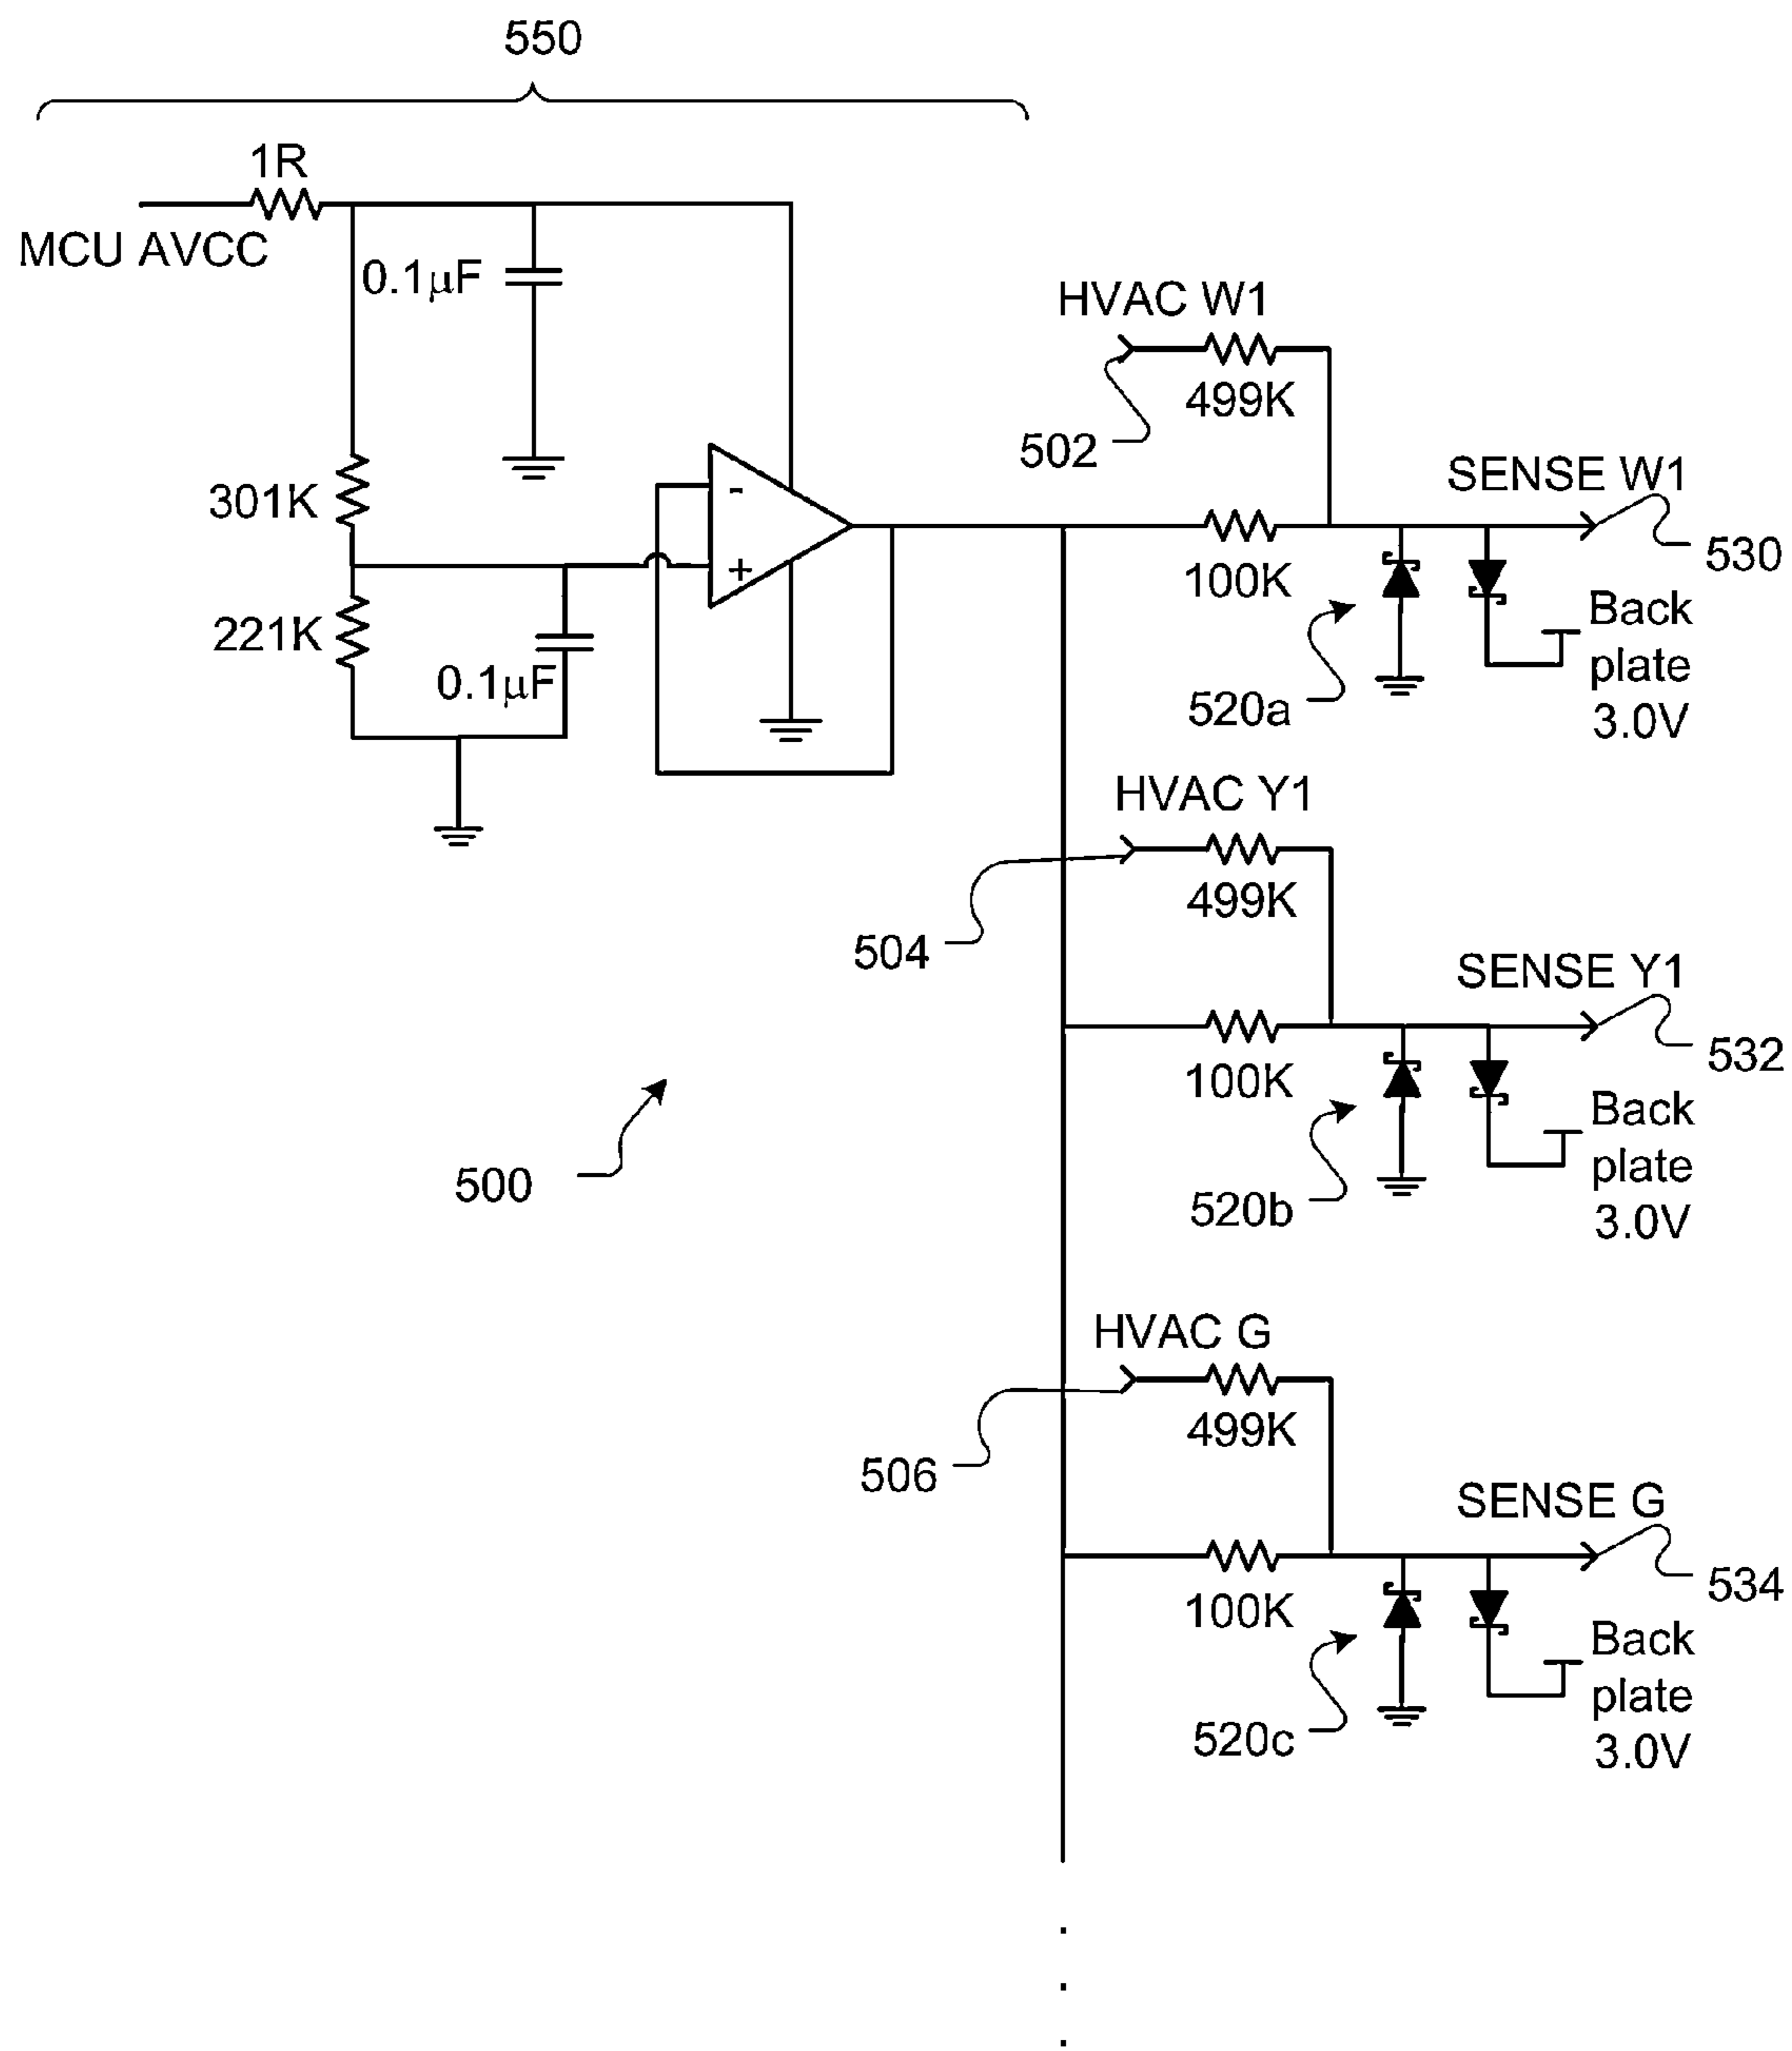 550
1R
MCU AVCC
0.1µF
301K
221K
0.1µF
-
+
HVAC W1
499K
502
SENSE W1
530
100K
520a
Back
plate
3.0V
HVAC Y1
499K
504
SENSE Y1
532
100K
520b
Back
plate
3.0V
500
HVAC G
499K
506
SENSE G
534
100K
520c
Back
plate
3.0V